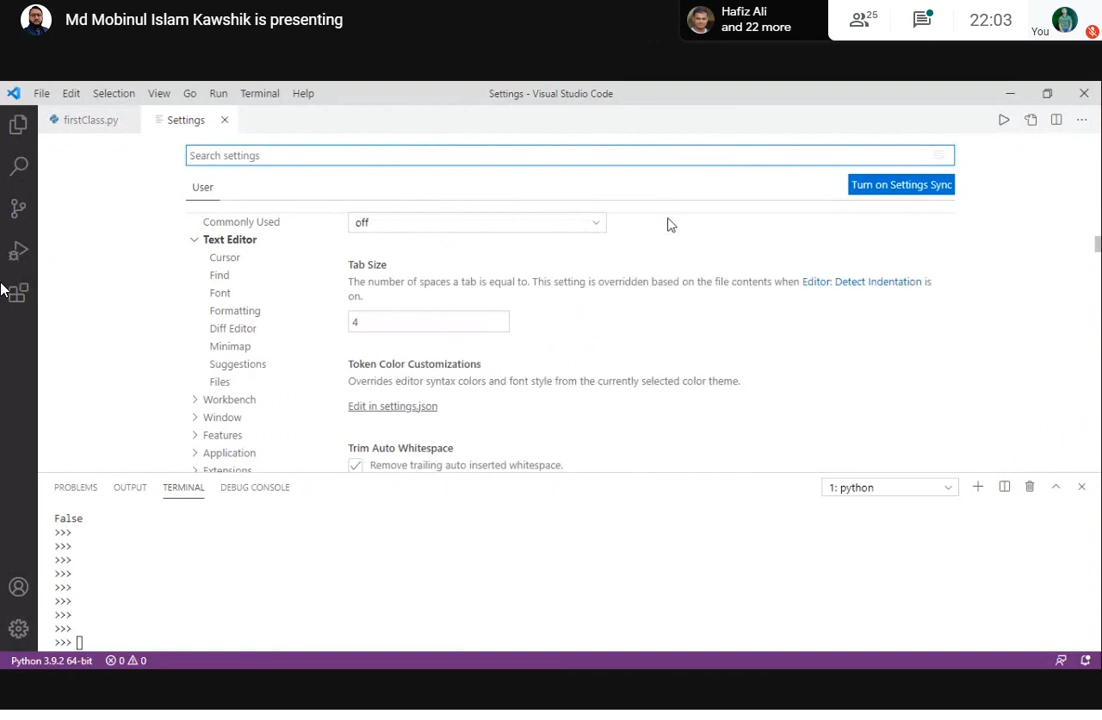 Md Mobinul Islam Kawshik is presenting
Hafiz Ali
and 22 more
25
22:03
You
File Edit Selection View Go Run Terminal Help
Settings - Visual Studio Code
firstClass.py
Settings
Search settings
User
Turn on Settings Sync
Commonly Used
Text Editor
Cursor
Find
Font
Formatting
Diff Editor
Minimap
Suggestions
Files
Workbench
Window
Features
Application
Extensions
off
Tab Size
The number of spaces a tab is equal to. This setting is overridden based on the file contents when Editor: Detect Indentation is
on.
4
Token Color Customizations
Overrides editor syntax colors and font style from the currently selected color theme.
Edit in settings.json
Trim Auto Whitespace
Remove trailing auto inserted whitespace.
PROBLEMS OUTPUT TERMINAL DEBUG CONSOLE
1: python
False
>>>
>>>
>>>
>>>
>>>
>>>
>>>
>>>
>>>
Python 3.9.2 64-bit
0 0